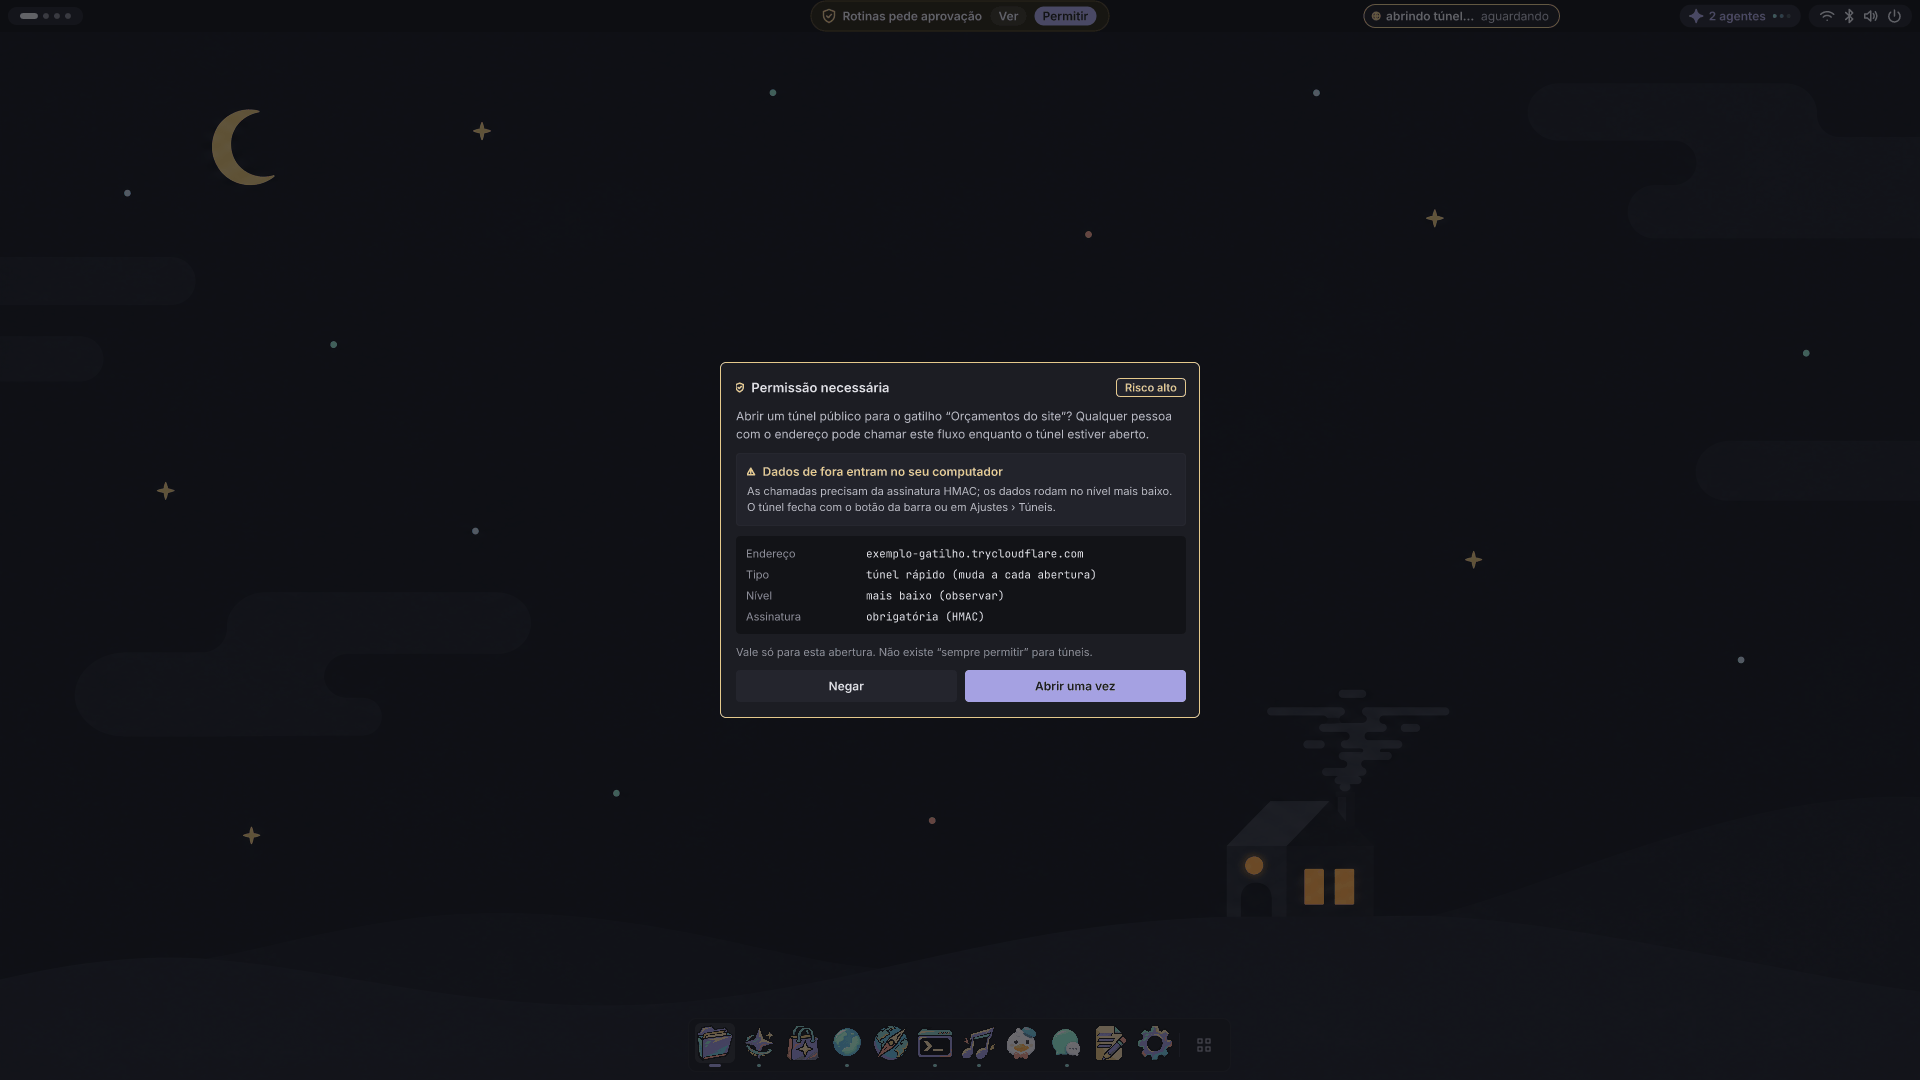 Rotinas pede aprovação Ver Permitir
abrindo túnel... aguardando
2 agentes
Permissão necessária
Risco alto
Abrir um túnel público para o gatilho “Orçamentos do site”? Qualquer pessoa
com o endereço pode chamar este fluxo enquanto o túnel estiver aberto.
Dados de fora entram no seu computador
As chamadas precisam da assinatura HMAC; os dados rodam no nível mais baixo.
O túnel fecha com o botão da barra ou em Ajustes › Túneis.
Endereço exemplo-gatilho.trycloudflare.com
Tipo túnel rápido (muda a cada abertura)
Nível mais baixo (observar)
Assinatura obrigatória (HMAC)
Vale só para esta abertura. Não existe “sempre permitir” para túneis.
Negar Abrir uma vez